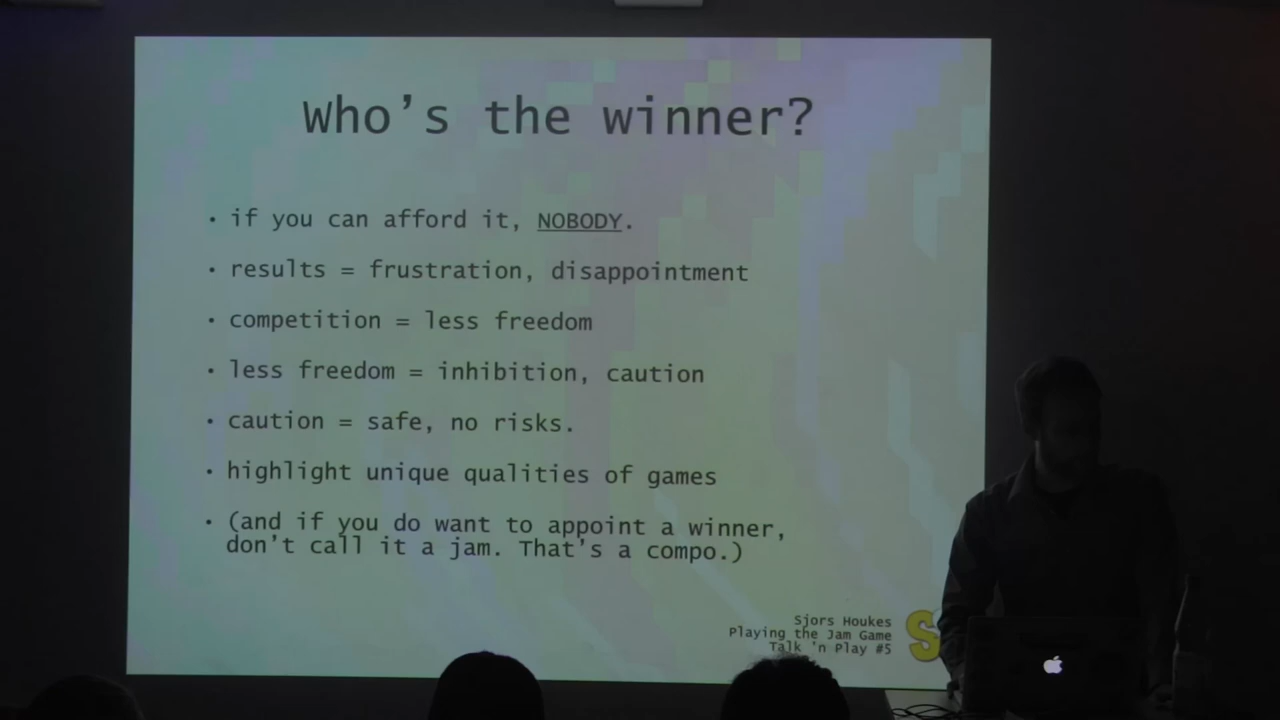 Who's the winner?
• if you can afford it, NOBODY.
• results = frustration, disappointment
• competition = less freedom
• less freedom = inhibition, caution
• caution = safe, no risks.
• highlight unique qualities of games
• (and if you do want to appoint a winner,
don't call it a jam. That's a compo.)
Sjors Houkes
Playing the Jam Game
Talk 'n Play #5
S